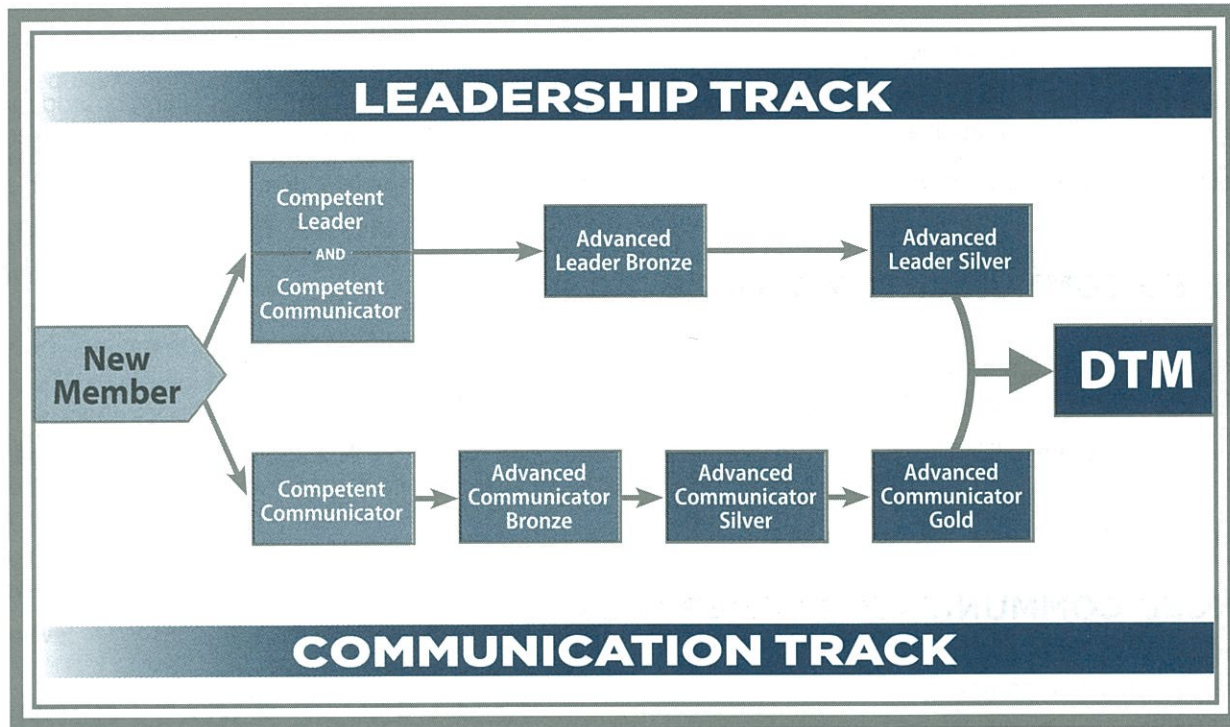 LEADERSHIP TRACK
Competent
Leader
AND
Competent
Communicator
Advanced
Leader Bronze
Advanced
Leader Silver
New
Member
DTM
Competent
Communicator
Advanced
Communicator
Bronze
Advanced
Communicator
Silver
Advanced
Communicator
Gold
COMMUNICATION TRACK